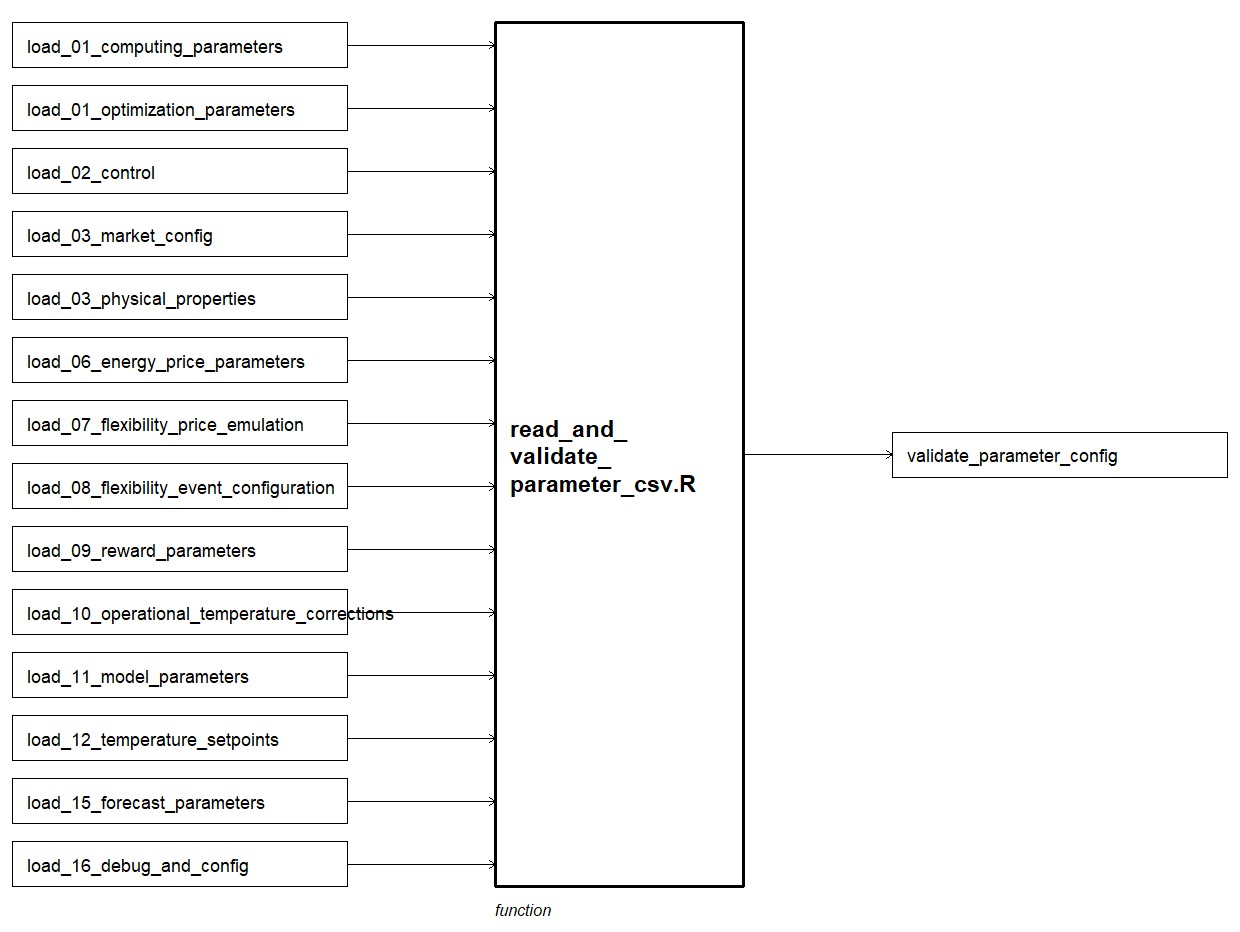 load_01_computing_parameters
load_01_optimization_parameters
load_02_control
load_03_market_config
load_03_physical_properties
load_06_energy_price_parameters
load_07_flexibility_price_emulation
load_08_flexibility_event_configuration
load_09_reward_parameters
load_10_operational_temperature_corrections
load_11_model_parameters
load_12_temperature_setpoints
load_15_forecast_parameters
load_16_debug_and_config
read_and_
validate_
parameter_csv.R
function
validate_parameter_config